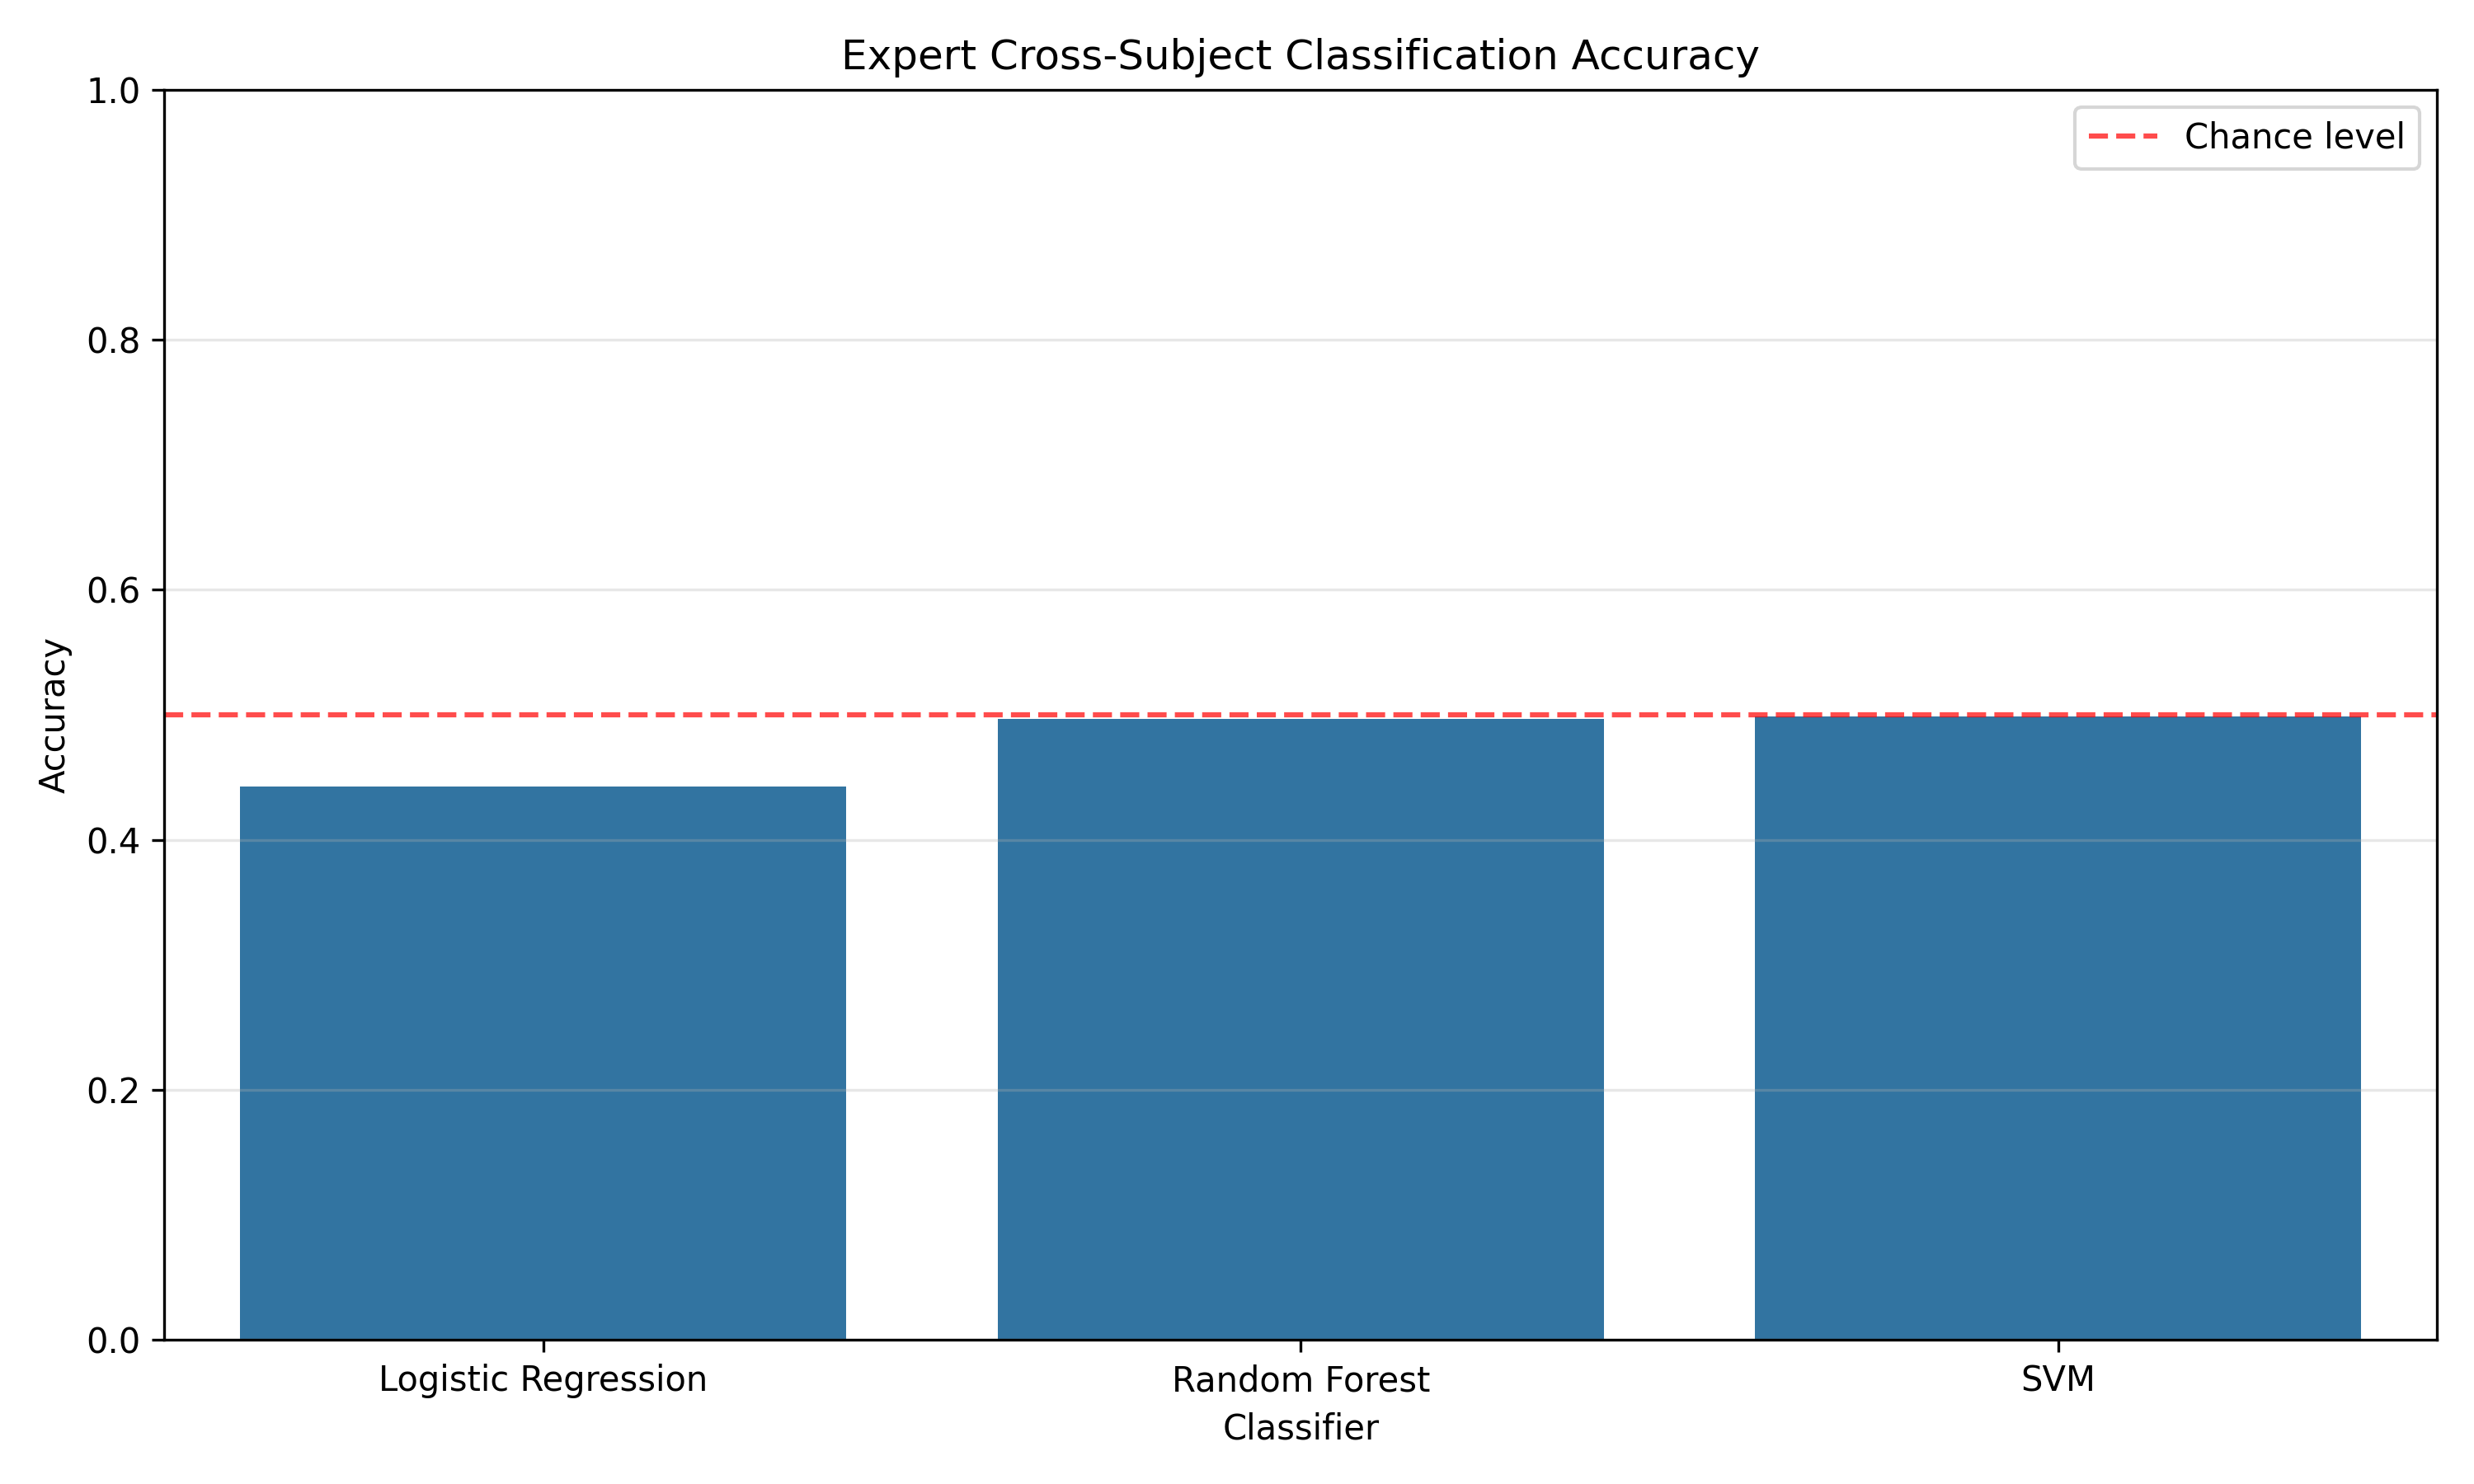 Expert Cross-Subject Classification Accuracy
Chance level
Accuracy
1.0
0.8
0.6
0.4
0.2
0.0
Logistic Regression
Random Forest
SVM
Classifier